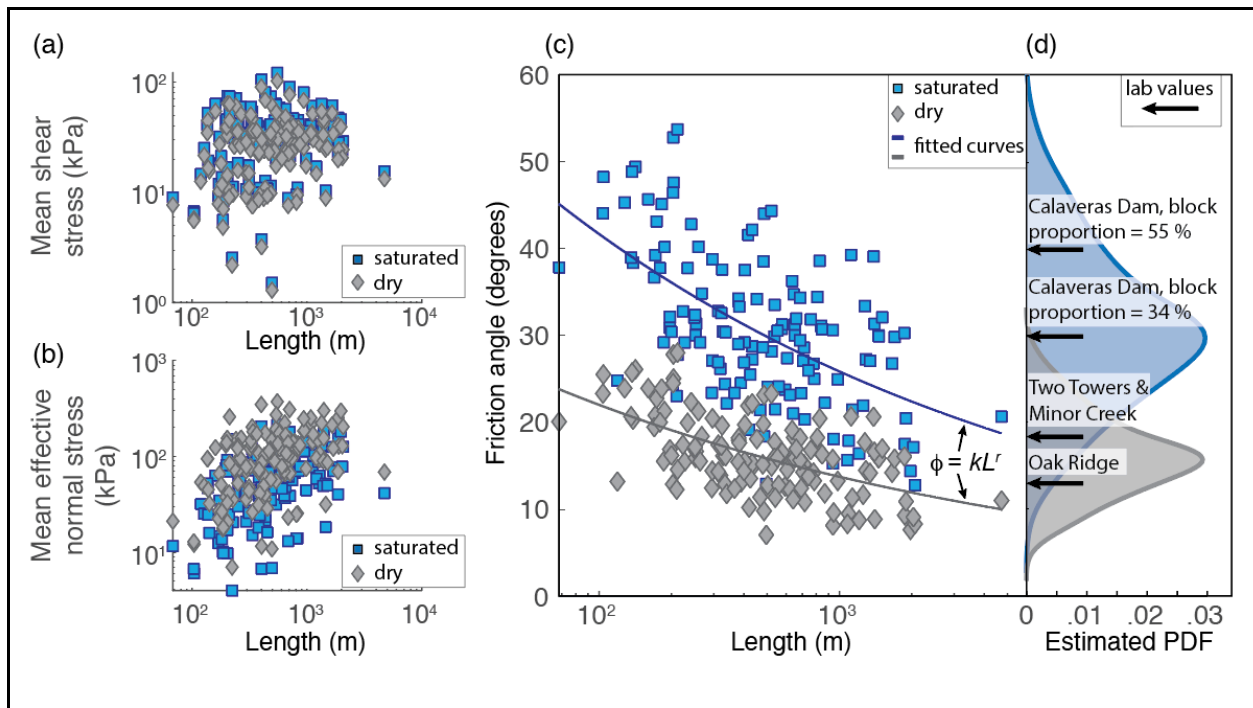 (a)
Mean shear
stress (kPa)
10²
10¹
10⁰
saturated
dry
10² 10³ 10⁴
Length (m)
(b)
Mean effective
normal stress
(kPa)
10³
10²
10¹
saturated
dry
10² 10³ 10⁴
Length (m)
(c)
Friction angle (degrees)
60
50
40
30
20
10
0
saturated
dry
fitted curves
ϕ = kLʳ
10² 10³
Length (m)
(d)
lab values
Calaveras Dam, block
proportion = 55 %
Calaveras Dam, block
proportion = 34 %
Two Towers &
Minor Creek
Oak Ridge
0 .01 .02 .03
Estimated PDF